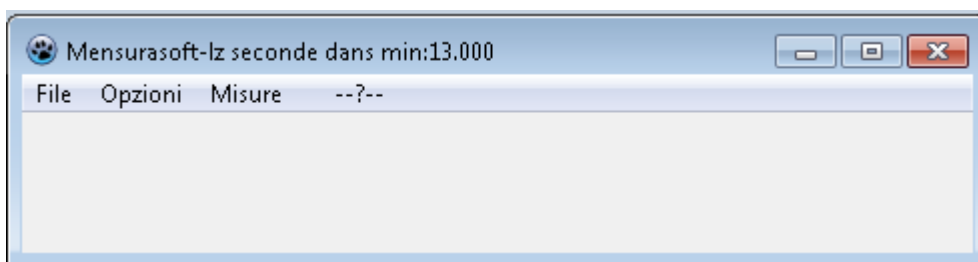 Mensurasoft-lz seconde dans min:13.000
File Opzioni Misure --?--